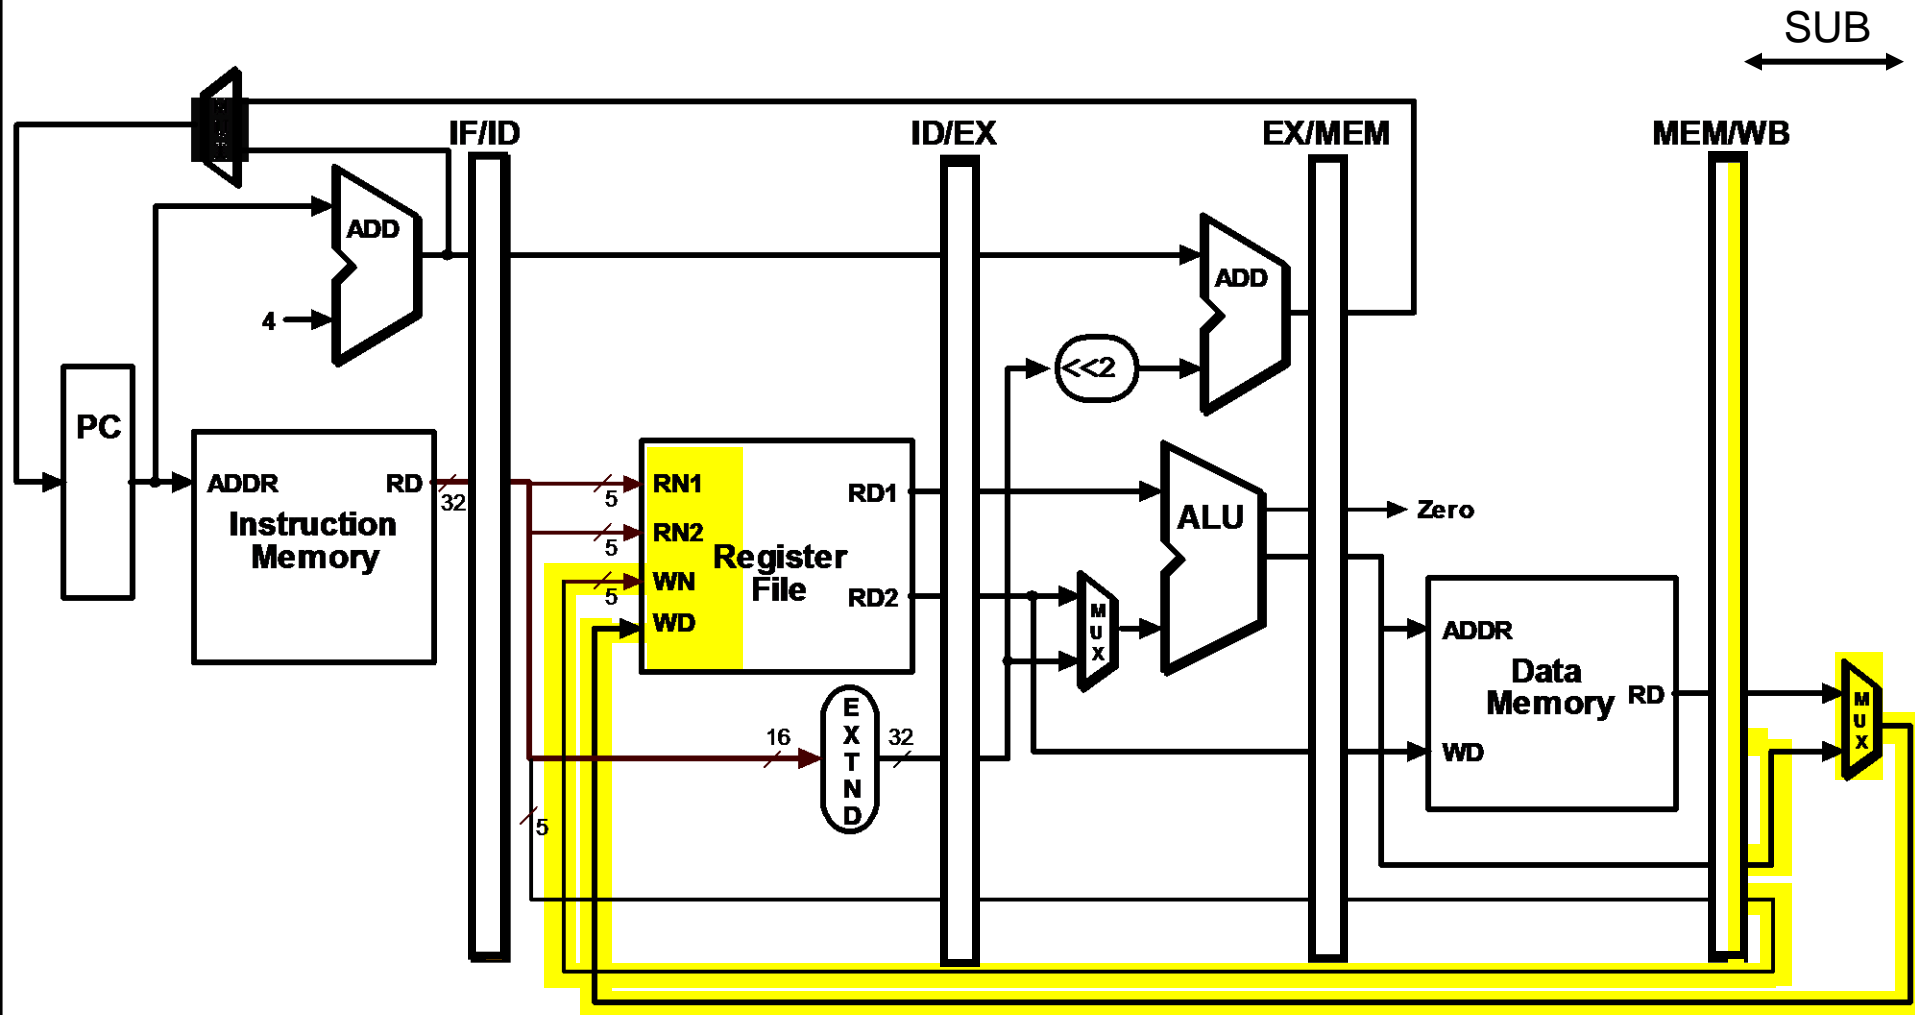 SUB
IF/ID
ID/EX
EX/MEM
MEM/WB
ADD
4
ADD
<<2
PC
ADDR
RD
32
Instruction
Memory
5
RN1
5
RN2
5
WN
WD
Register
File
RD1
RD2
ALU
Zero
M
U
X
ADDR
Data
Memory
RD
WD
M
U
X
16
E
X
T
N
D
32
5